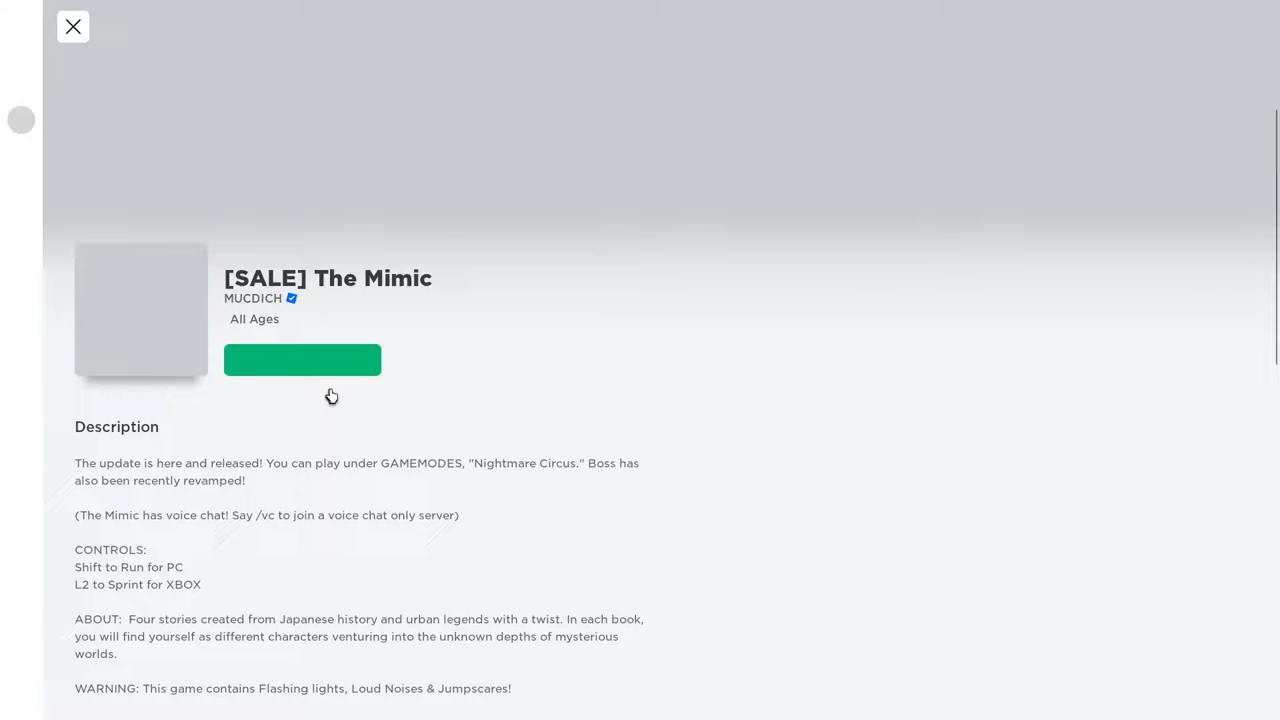 [SALE] The Mimic
MUCDICH
All Ages
Description
The update is here and released! You can play under GAMEMODES, "Nightmare Circus." Boss has
also been recently revamped!
(The Mimic has voice chat! Say /vc to join a voice chat only server)
CONTROLS:
Shift to Run for PC
L2 to Sprint for XBOX
ABOUT:  Four stories created from Japanese history and urban legends with a twist. In each book,
you will find yourself as different characters venturing into the unknown depths of mysterious
worlds.
WARNING: This game contains Flashing lights, Loud Noises & Jumpscares!